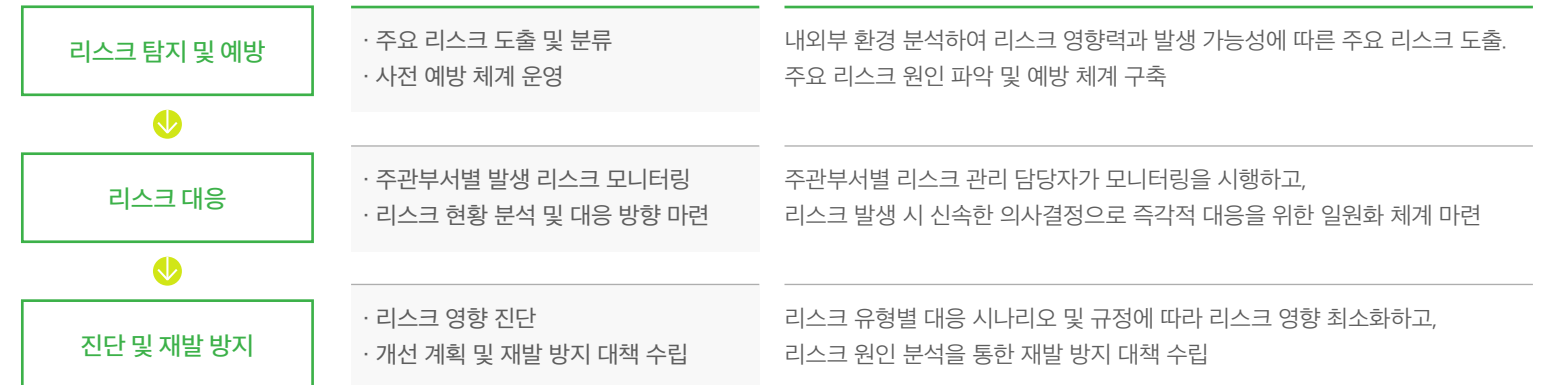 리스크 탐지 및 예방
· 주요 리스크 도출 및 분류
· 사전 예방 체계 운영
내외부 환경 분석하여 리스크 영향력과 발생 가능성에 따른 주요 리스크 도출.
주요 리스크 원인 파악 및 예방 체계 구축
리스크 대응
· 주관부서별 발생 리스크 모니터링
· 리스크 현황 분석 및 대응 방향 마련
주관부서별 리스크 관리 담당자가 모니터링을 시행하고,
리스크 발생 시 신속한 의사결정으로 즉각적 대응을 위한 일원화 체계 마련
진단 및 재발 방지
· 리스크 영향 진단
· 개선 계획 및 재발 방지 대책 수립
리스크 유형별 대응 시나리오 및 규정에 따라 리스크 영향 최소화하고,
리스크 원인 분석을 통한 재발 방지 대책 수립